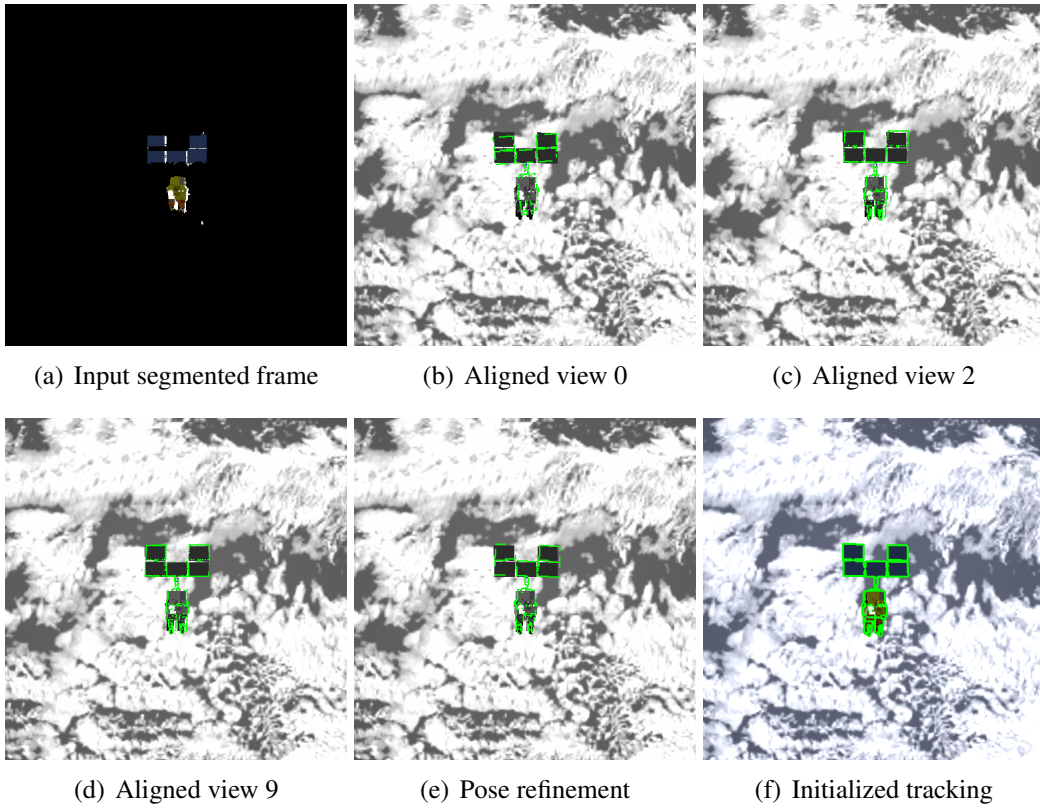 (a) Input segmented frame
(b) Aligned view 0
(c) Aligned view 2
(d) Aligned view 9
(e) Pose refinement
(f) Initialized tracking